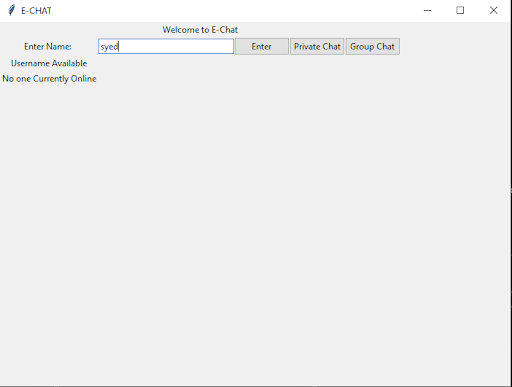 E-CHAT
Welcome to E-Chat
Enter Name: syed Enter Private Chat Group Chat
Username Available
No one Currently Online